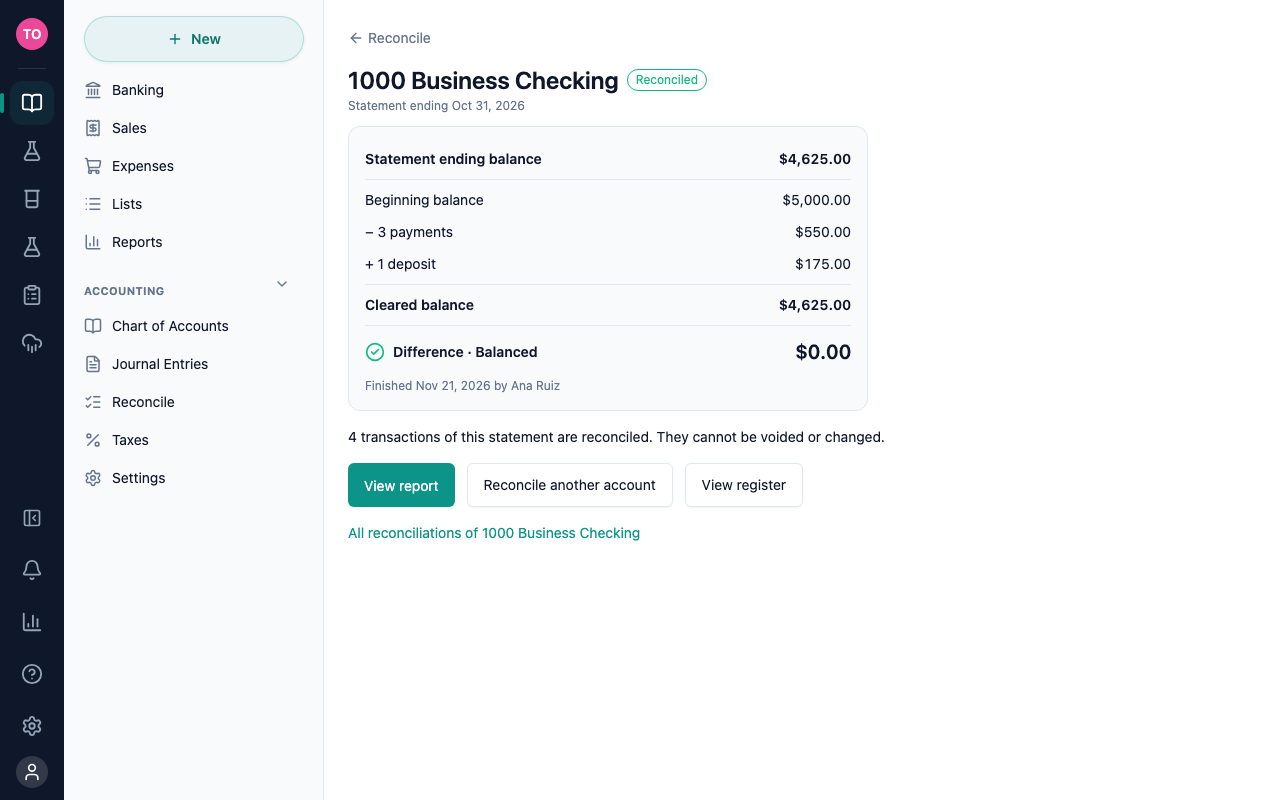 TO
New
Banking
Sales
Expenses
Lists
Reports
ACCOUNTING
Chart of Accounts
Journal Entries
Reconcile
Taxes
Settings
← Reconcile
1000 Business Checking Reconciled
Statement ending Oct 31, 2026
Statement ending balance $4,625.00
Beginning balance $5,000.00
− 3 payments $550.00
+ 1 deposit $175.00
Cleared balance $4,625.00
Difference · Balanced $0.00
Finished Nov 21, 2026 by Ana Ruiz
4 transactions of this statement are reconciled. They cannot be voided or changed.
View report Reconcile another account View register
All reconciliations of 1000 Business Checking